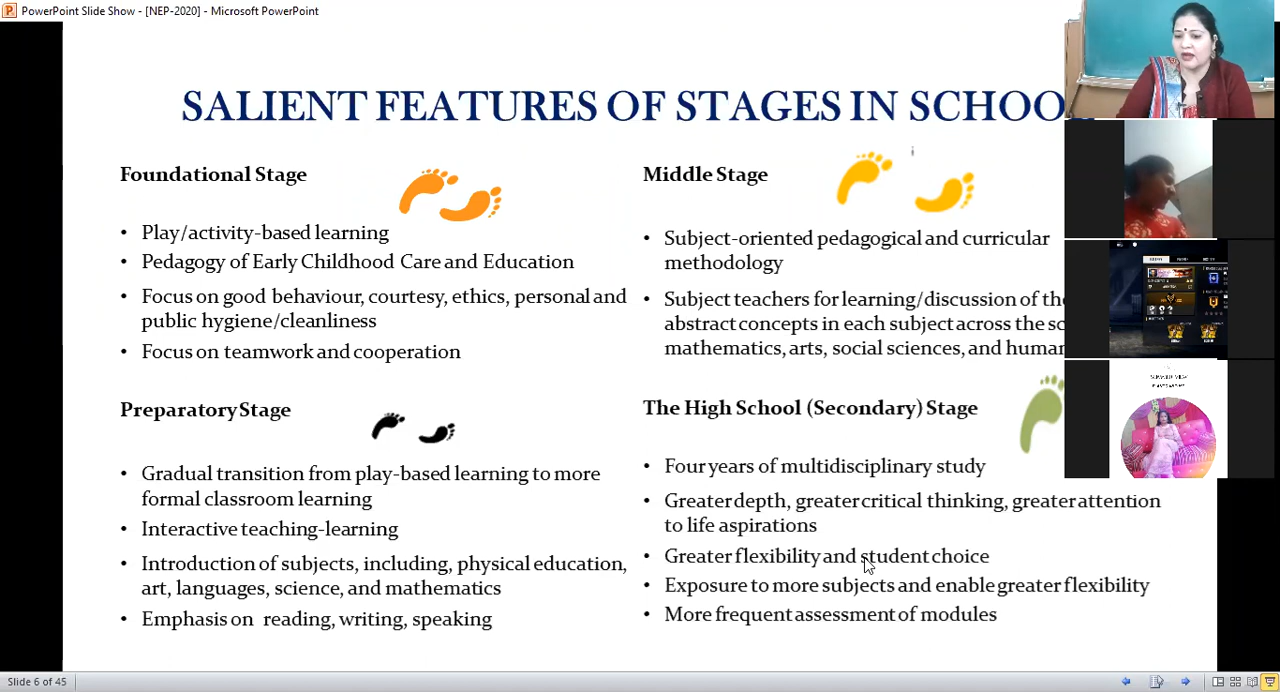 PowerPoint Slide Show - [NEP-2020] - Microsoft PowerPoint
SALIENT FEATURES OF STAGES IN SCHOO
Foundational Stage
• Play/activity-based learning
• Pedagogy of Early Childhood Care and Education
• Focus on good behaviour, courtesy, ethics, personal and
public hygiene/cleanliness
• Focus on teamwork and cooperation
Preparatory Stage
• Gradual transition from play-based learning to more
formal classroom learning
• Interactive teaching-learning
• Introduction of subjects, including, physical education,
art, languages, science, and mathematics
• Emphasis on reading, writing, speaking
Middle Stage
• Subject-oriented pedagogical and curricular
methodology
• Subject teachers for learning/discussion of the
abstract concepts in each subject across the sc
mathematics, arts, social sciences, and human
The High School (Secondary) Stage
• Four years of multidisciplinary study
• Greater depth, greater critical thinking, greater attention
to life aspirations
• Greater flexibility and student choice
• Exposure to more subjects and enable greater flexibility
• More frequent assessment of modules
Slide 6 of 45